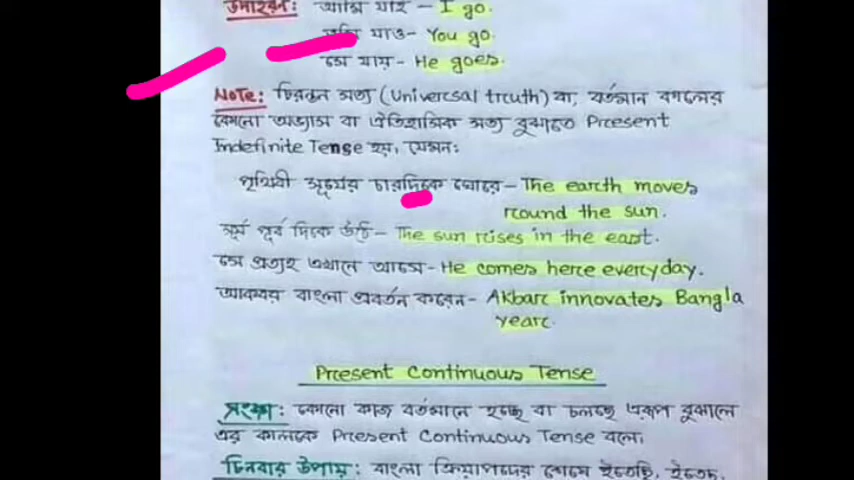 উদাহরন: আমি যাই – I go.
তুমি যাও – You go.
সে যায় – He goes.
NoTe: চিরন্তন সত্য (Universal truth) বা, বর্তমান কালের
কোনো অভ্যাস বা ঐতিহাসিক সত্য বুঝাতে Present
Indefinite Tense হয়, যেমন:
পৃথিবী সূর্যের চারদিকে ঘোরে – The earth moves
round the sun.
সূর্য পূর্ব দিকে উঠে – The sun rises in the east.
সে প্রত্যহ এখানে আসে – He comes here everyday.
আকবর বাংলা প্রবর্তন করেন – Akbar innovates Bangla
year.
Present Continuous Tense
সংজ্ঞা: কোনো কাজ বর্তমানে হচ্ছে বা চলছে এরূপ বুঝালে
এর কালকে Present Continuous Tense বলে।
চিনবার উপায়: বাংলা ক্রিয়াপদের শেষে ইতেছি, ইতেছ,